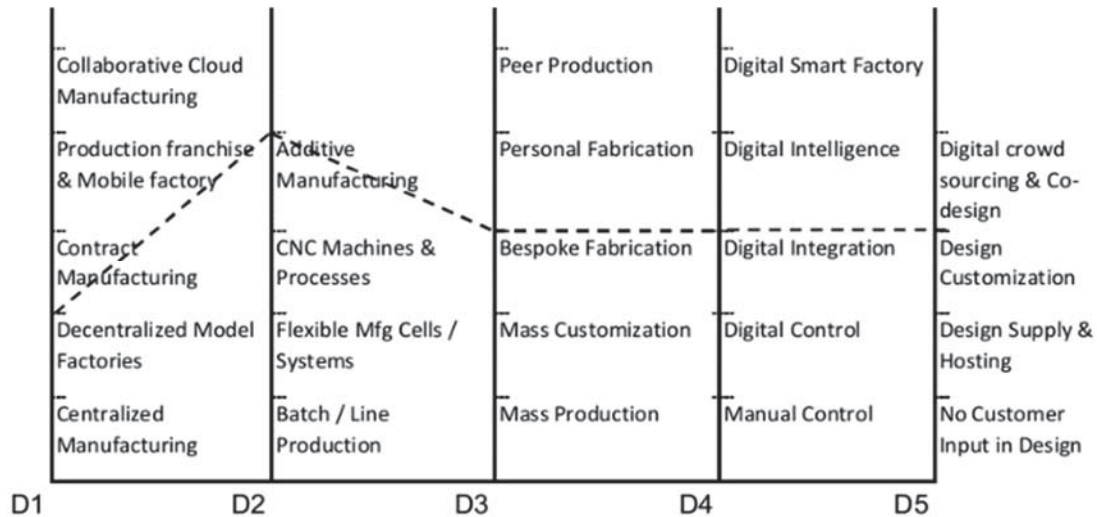 Collaborative Cloud
Manufacturing
Production franchise
& Mobile factory
Contract
Manufacturing
Decentralized Model
Factories
Centralized
Manufacturing
Additive
Manufacturing
CNC Machines &
Processes
Flexible Mfg Cells /
Systems
Batch / Line
Production
Peer Production
Personal Fabrication
Bespoke Fabrication
Mass Customization
Mass Production
Digital Smart Factory
Digital Intelligence
Digital Integration
Digital Control
Manual Control
Digital crowd
sourcing & Co-
design
Design
Customization
Design Supply &
Hosting
No Customer
Input in Design
D1
D2
D3
D4
D5